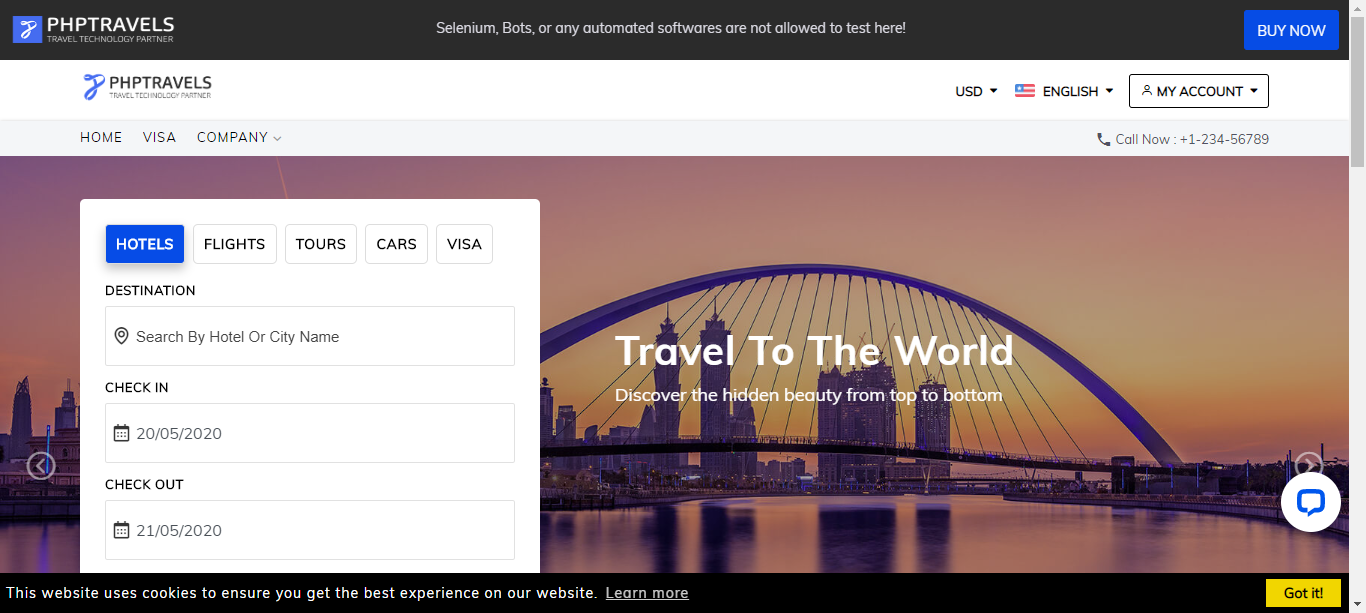 PHPTRAVELS
TRAVEL TECHNOLOGY PARTNER
Selenium, Bots, or any automated softwares are not allowed to test here!
BUY NOW
PHPTRAVELS
TRAVEL TECHNOLOGY PARTNER
USD
ENGLISH
MY ACCOUNT
HOME
VISA
COMPANY
Call Now : +1-234-56789
HOTELS
FLIGHTS
TOURS
CARS
VISA
DESTINATION
Search By Hotel Or City Name
CHECK IN
20/05/2020
CHECK OUT
21/05/2020
Travel To The World
Discover the hidden beauty from top to bottom
This website uses cookies to ensure you get the best experience on our website. Learn more
Got it!